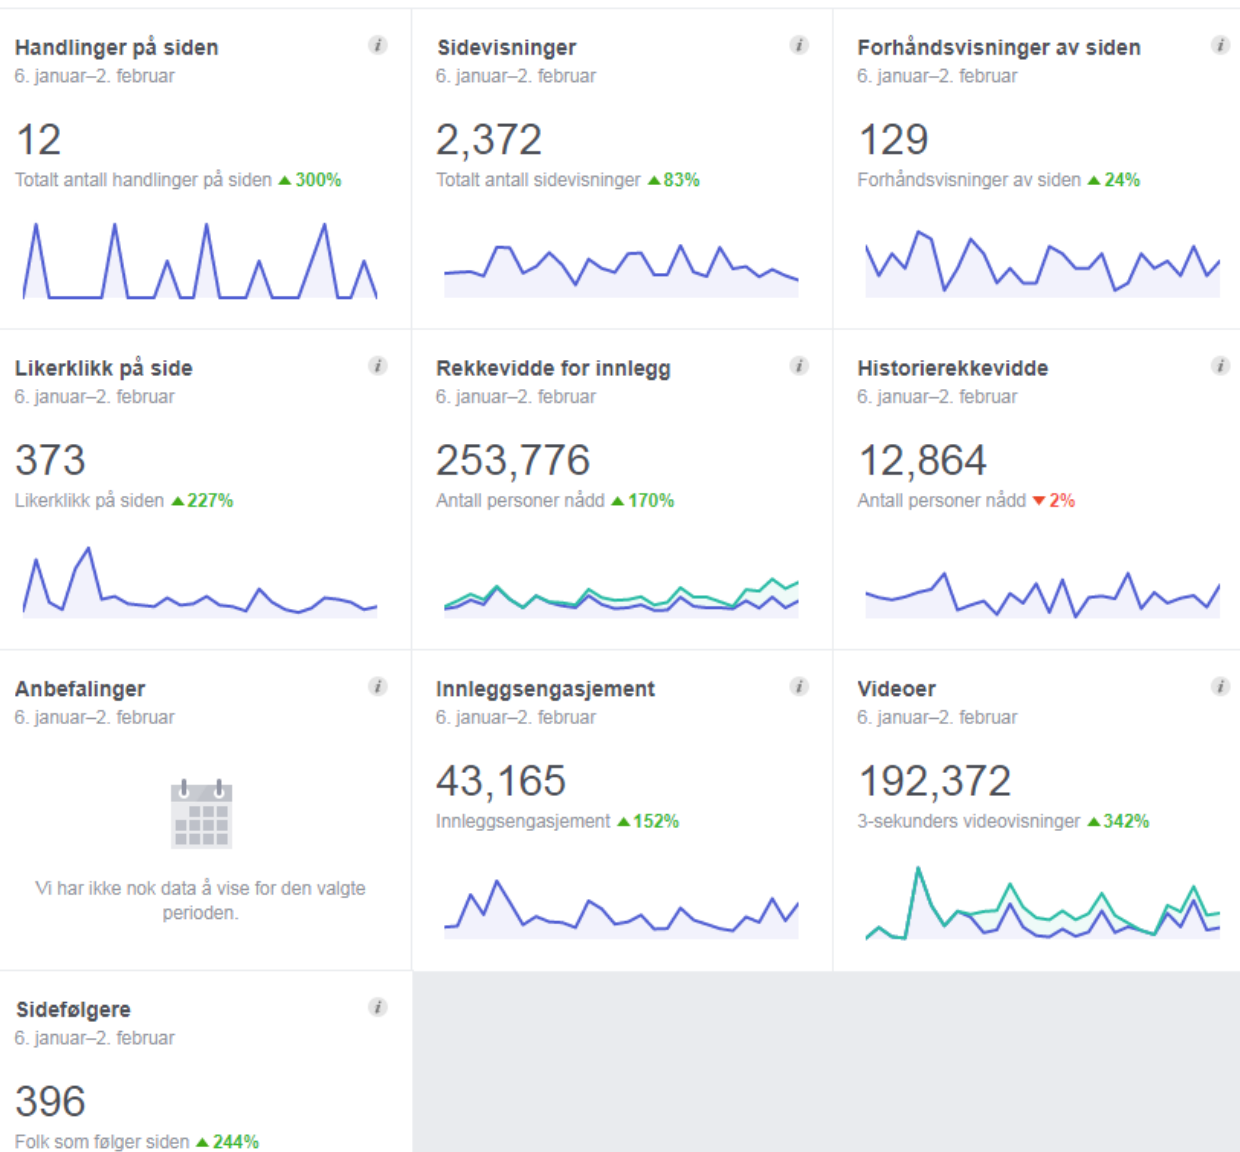 Handlinger på siden
6. januar–2. februar
12
Totalt antall handlinger på siden ▲300%
Sidevisninger
6. januar–2. februar
2,372
Totalt antall sidevisninger ▲83%
Forhåndsvisninger av siden
6. januar–2. februar
129
Forhåndsvisninger av siden ▲24%
Likerklikk på side
6. januar–2. februar
373
Likerklikk på siden ▲227%
Rekkevidde for innlegg
6. januar–2. februar
253,776
Antall personer nådd ▲170%
Historierekkevidde
6. januar–2. februar
12,864
Antall personer nådd ▼2%
Anbefalinger
6. januar–2. februar
Vi har ikke nok data å vise for den valgte
perioden.
Innleggsengasjement
6. januar–2. februar
43,165
Innleggsengasjement ▲152%
Videoer
6. januar–2. februar
192,372
3-sekunders videovisninger ▲342%
Sidefølgere
6. januar–2. februar
396
Folk som følger siden ▲244%